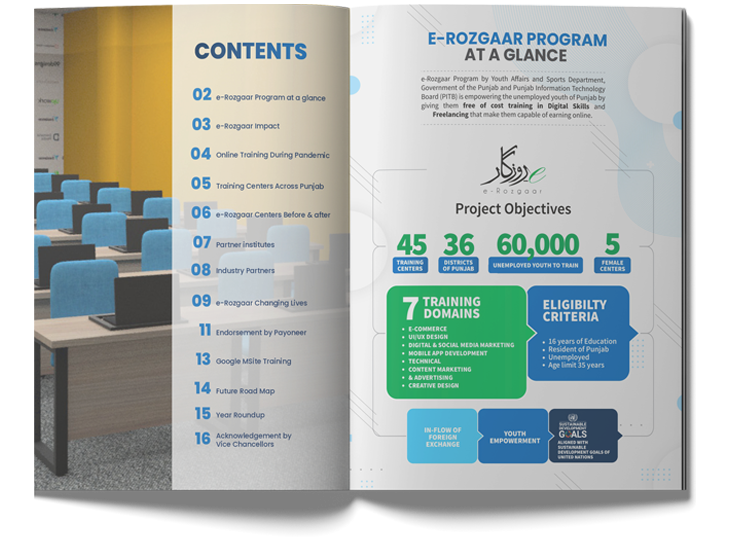 CONTENTS
02 e-Rozgaar Program at a glance
03 e-Rozgaar Impact
04 Online Training During Pandemic
05 Training Centers Across Punjab
06 e-Rozgaar Centers Before & after
07 Partner institutes
08 Industry Partners
09 e-Rozgaar Changing Lives
11 Endorsement by Payoneer
13 Google MSite Training
14 Future Road Map
15 Year Roundup
16 Acknowledgement by
Vice Chancellors
E-ROZGAAR PROGRAM
AT A GLANCE
e-Rozgaar Program by Youth Affairs and Sports Department,
Government of the Punjab and Punjab Information Technology
Board (PITB) is empowering the unemployed youth of Punjab by
giving them free of cost training in Digital Skills and
Freelancing that make them capable of earning online.
روزگار e
e-Rozgaar
Project Objectives
45 36 60,000 5
TRAINING CENTERS
DISTRICTS OF PUNJAB
UNEMPLOYED YOUTH TO TRAIN
FEMALE CENTERS
7 TRAINING
DOMAINS
• E-COMMERCE
• UI/UX DESIGN
• DIGITAL & SOCIAL MEDIA MARKETING
• MOBILE APP DEVELOPMENT
• TECHNICAL
• CONTENT MARKETING
• & ADVERTISING
• CREATIVE DESIGN
ELIGIBILTY
CRITERIA
• 16 years of Education
• Resident of Punjab
• Unemployed
• Age limit 35 years
IN-FLOW OF
FOREIGN
EXCHANGE
YOUTH
EMPOWERMENT
SUSTAINABLE
DEVELOPMENT
GOALS
ALIGNED WITH
SUSTAINABLE
DEVELOPMENT GOALS OF
UNITED NATIONS